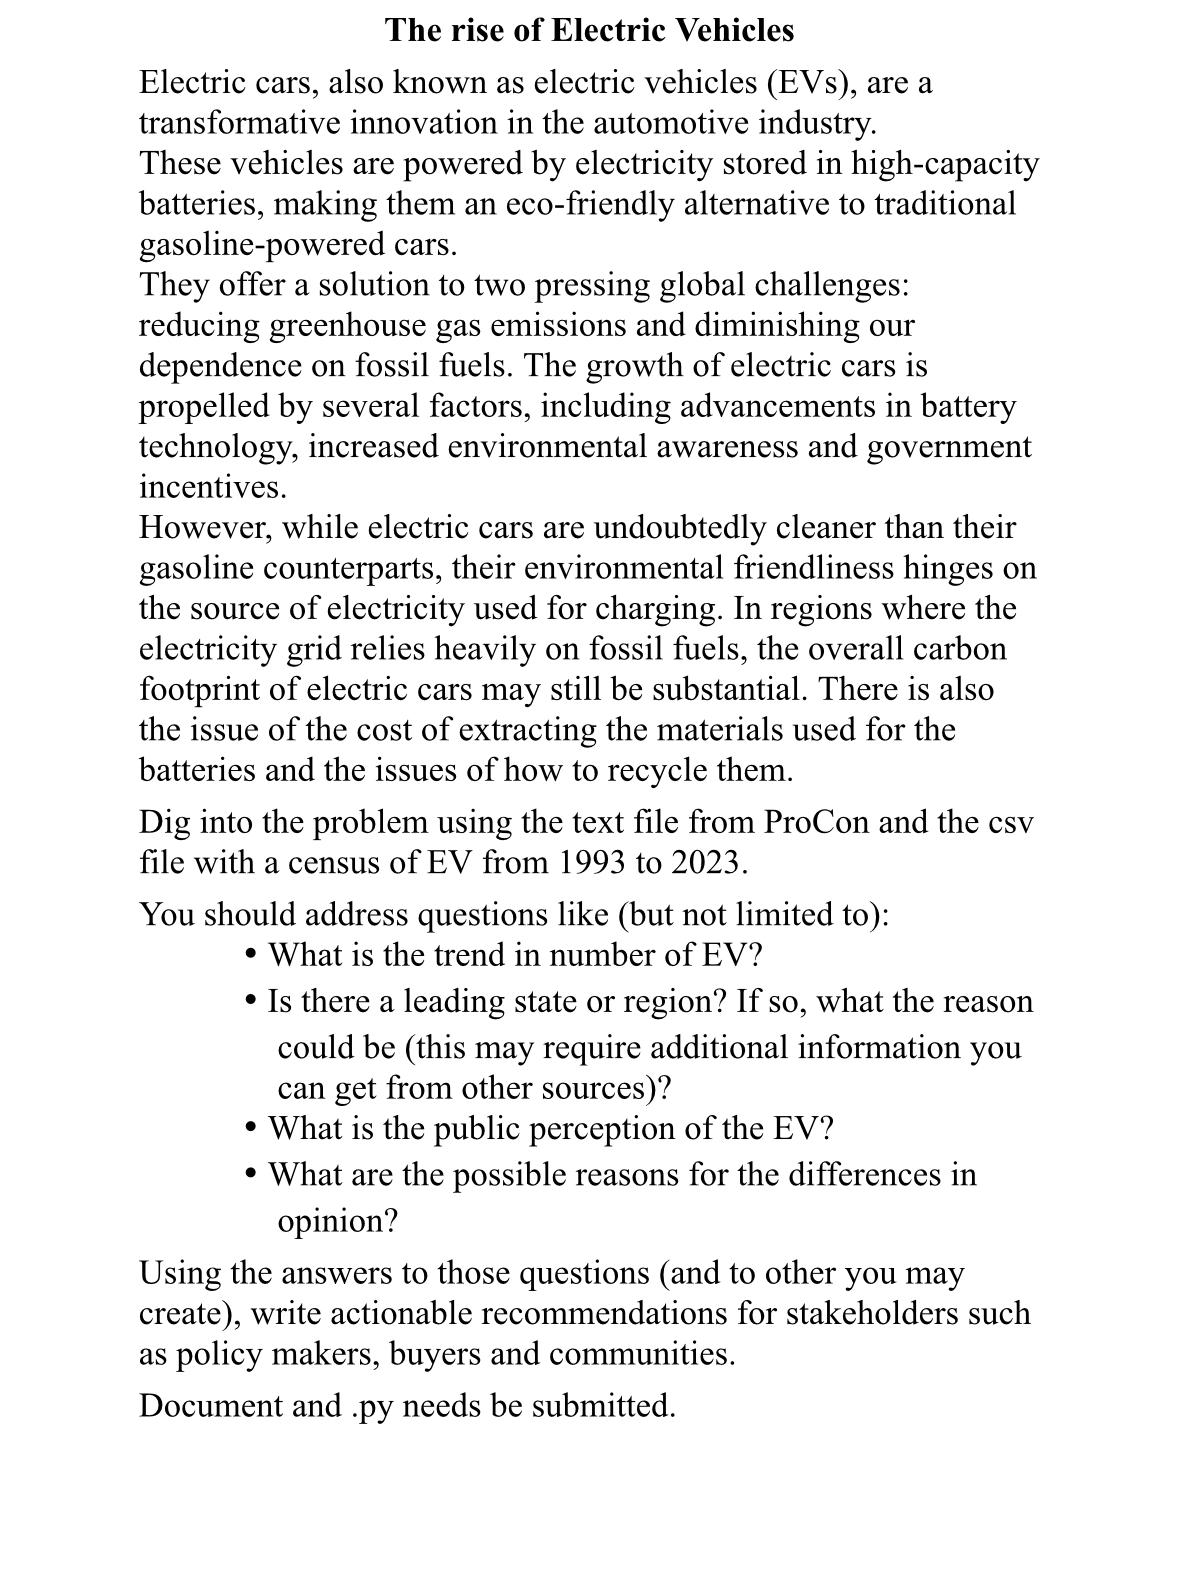 The rise of Electric Vehicles
Electric cars, also known as electric vehicles (EVs), are a
transformative innovation in the automotive industry.
These vehicles are powered by electricity stored in high-capacity
batteries, making them an eco-friendly alternative to traditional
gasoline-powered cars.
They offer a solution to two pressing global challenges:
reducing greenhouse gas emissions and diminishing our
dependence on fossil fuels. The growth of electric cars is
propelled by several factors, including advancements in battery
technology, increased environmental awareness and government
incentives.
However, while electric cars are undoubtedly cleaner than their
gasoline counterparts, their environmental friendliness hinges on
the source of electricity used for charging. In regions where the
electricity grid relies heavily on fossil fuels, the overall carbon
footprint of electric cars may still be substantial. There is also
the issue of the cost of extracting the materials used for the
batteries and the issues of how to recycle them.
Dig into the problem using the text file from ProCon and the csv
file with a census of EV from 1993 to 2023.
You should address questions like (but not limited to):
• What is the trend in number of EV?
• Is there a leading state or region? If so, what the reason
could be (this may require additional information you
can get from other sources)?
• What is the public perception of the EV?
• What are the possible reasons for the differences in
opinion?
Using the answers to those questions (and to other you may
create), write actionable recommendations for stakeholders such
as policy makers, buyers and communities.
Document and .py needs be submitted.